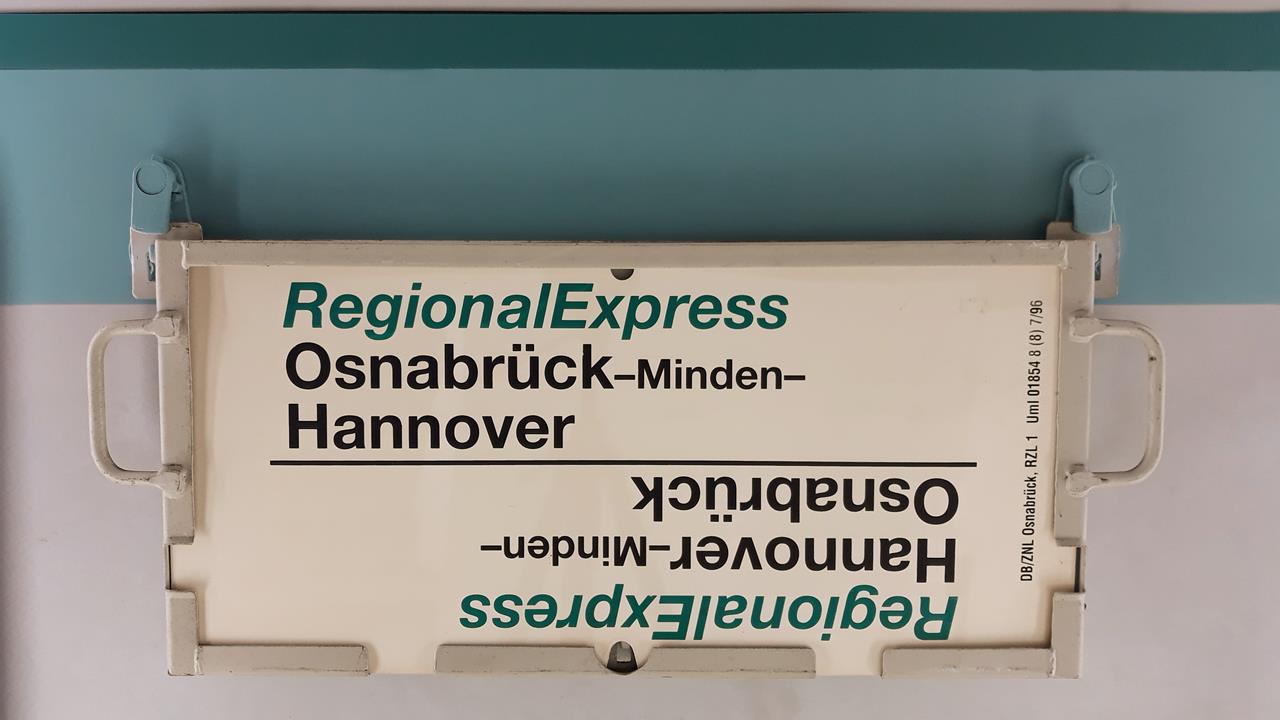 RegionalExpress
Osnabrück–Minden–
Hannover
RegionalExpress
Hannover–Minden–
Osnabrück
DB/ZNL Osnabrück, RZL 1 Uml 01854 8 (8) 7/96